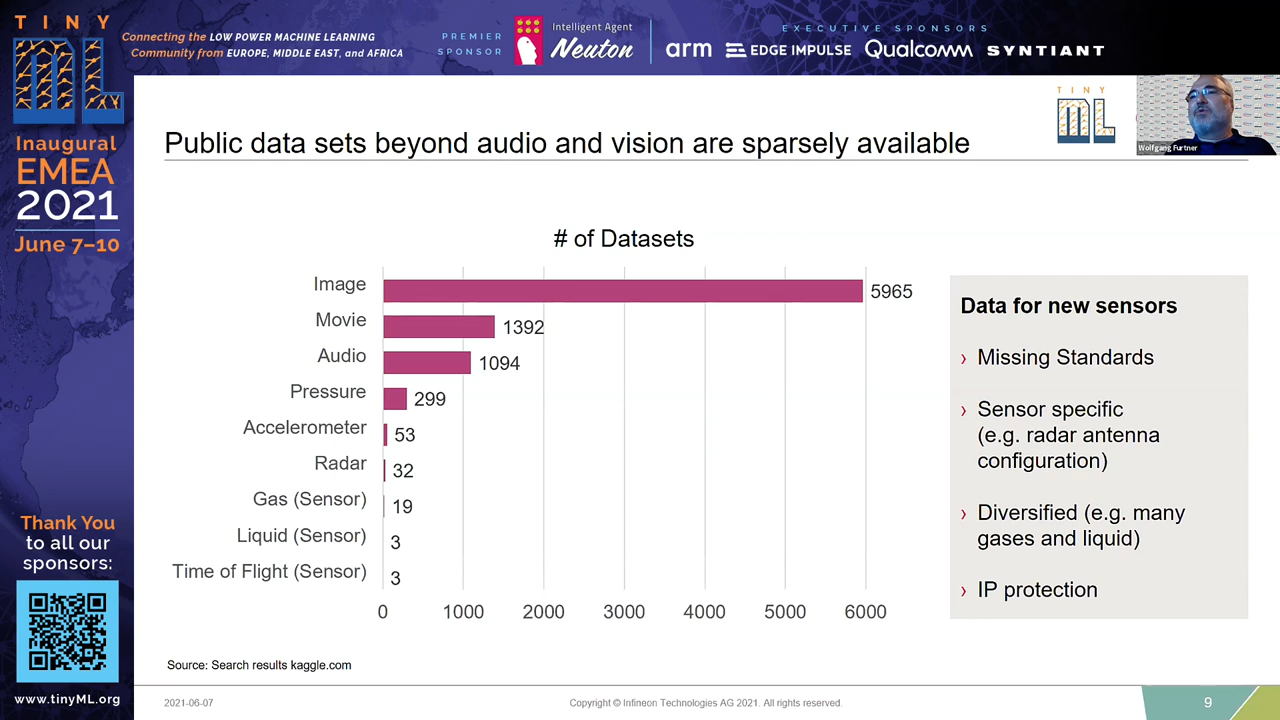 TINY
ML
Connecting the LOW POWER MACHINE LEARNING
Community from EUROPE, MIDDLE EAST, and AFRICA
PREMIER
SPONSOR
Intelligent Agent
Neuton
EXECUTIVE SPONSORS
arm
EDGE IMPULSE
Qualcomm
SYNTIANT
Inaugural
EMEA
2021
June 7–10
Thank You
to all our
sponsors:
www.tinyML.org
TINY
ML
Wolfgang Furtner
Public data sets beyond audio and vision are sparsely available
# of Datasets
Image 5965
Movie 1392
Audio 1094
Pressure 299
Accelerometer 53
Radar 32
Gas (Sensor) 19
Liquid (Sensor) 3
Time of Flight (Sensor) 3
0 1000 2000 3000 4000 5000 6000
Data for new sensors
› Missing Standards
› Sensor specific
(e.g. radar antenna
configuration)
› Diversified (e.g. many
gases and liquid)
› IP protection
Source: Search results kaggle.com
2021-06-07
Copyright © Infineon Technologies AG 2021. All rights reserved.
9